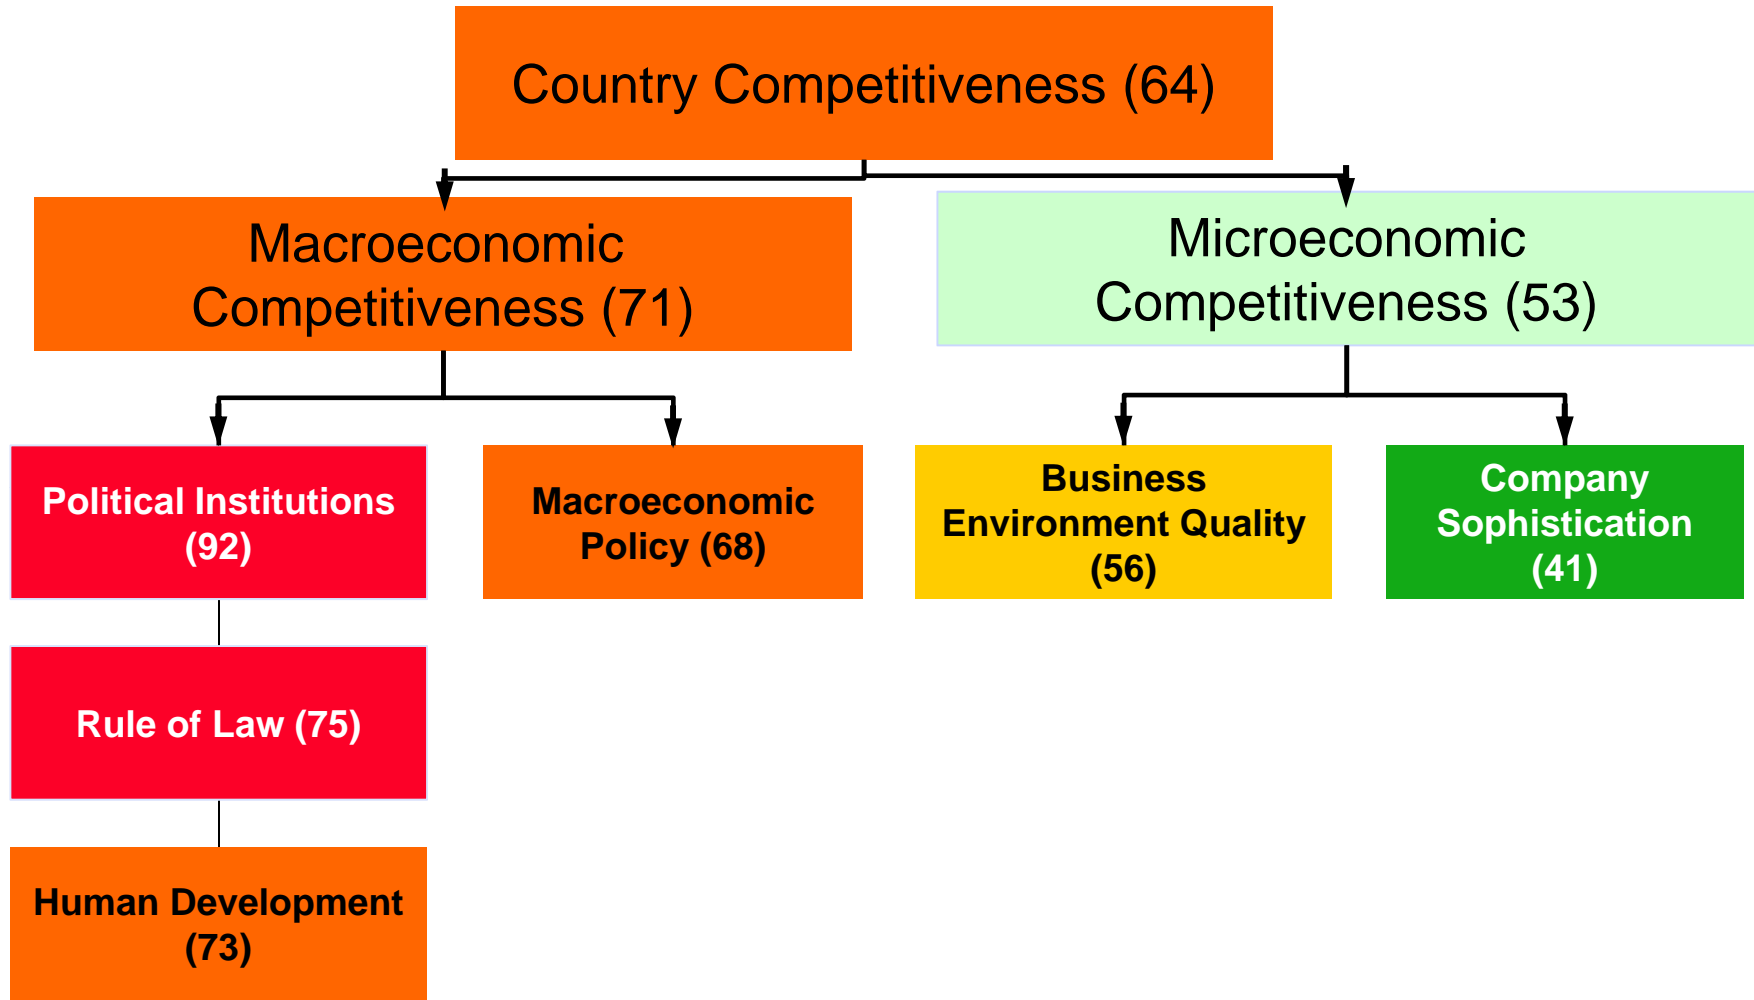 Country Competitiveness (64)
Macroeconomic
Competitiveness (71)
Microeconomic
Competitiveness (53)
Political Institutions
(92)
Macroeconomic
Policy (68)
Business
Environment Quality
(56)
Company
Sophistication
(41)
Rule of Law (75)
Human Development
(73)